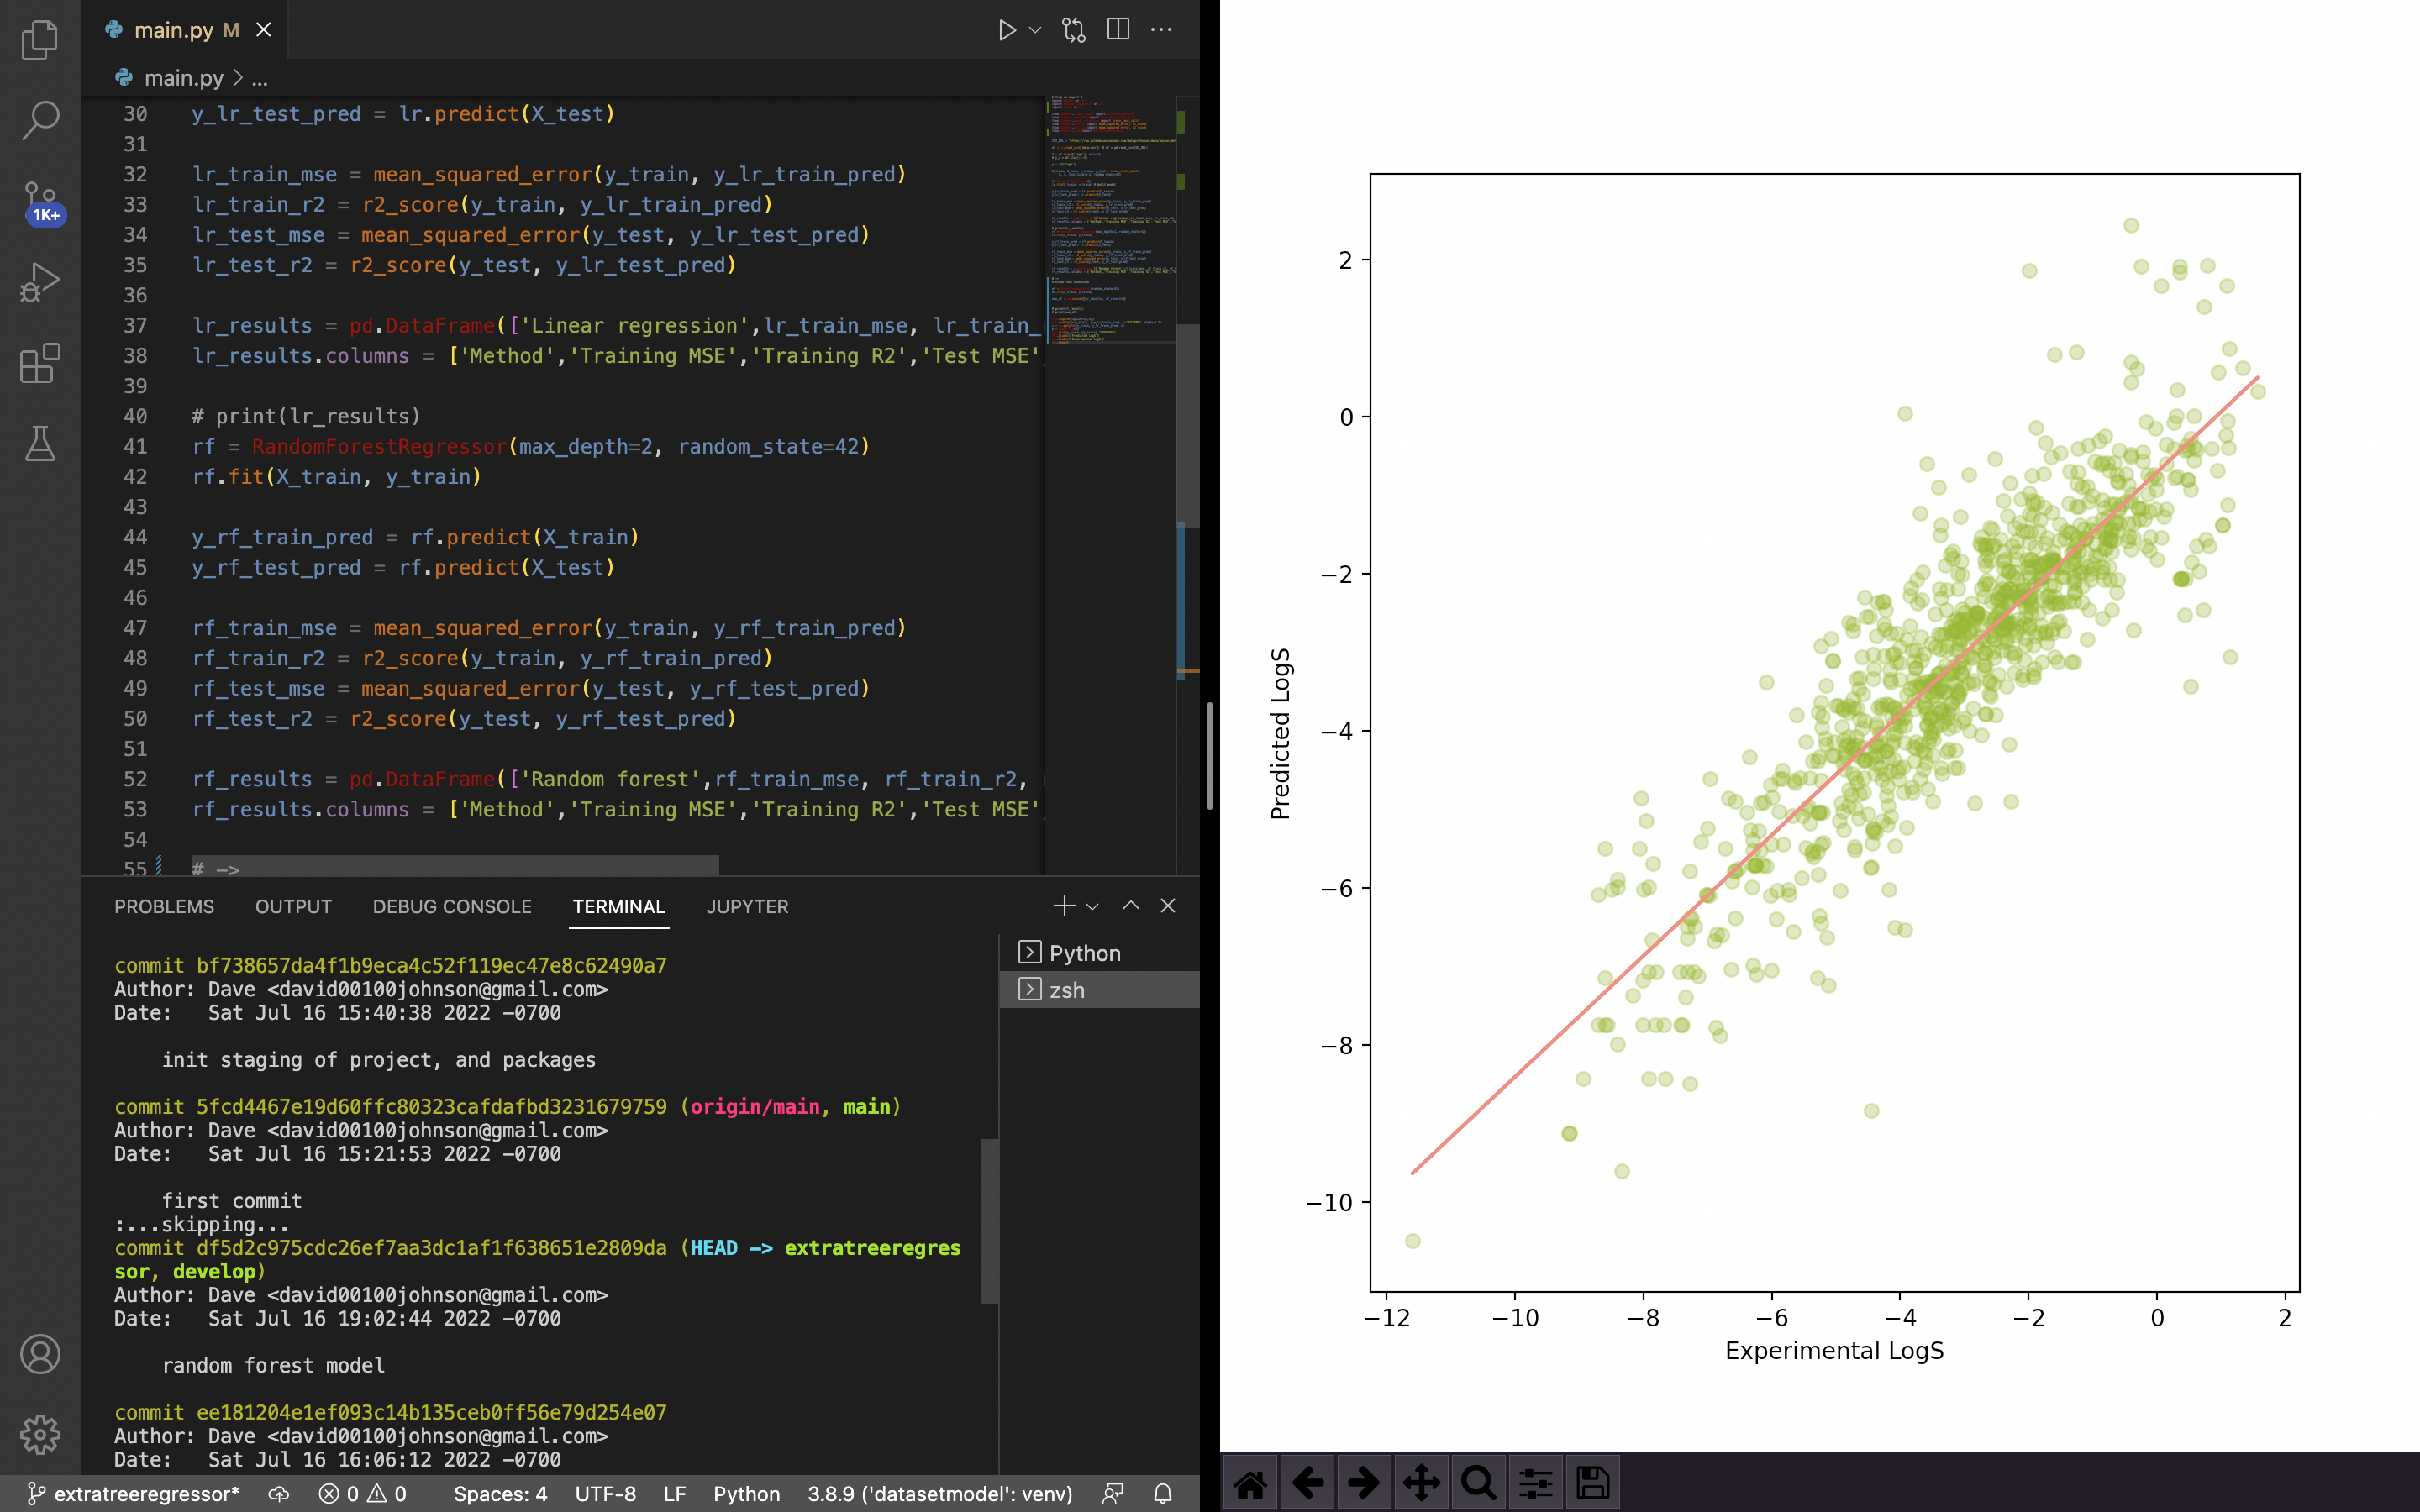 main.py M
main.py > ...
30 y_lr_test_pred = lr.predict(X_test)
31
32 lr_train_mse = mean_squared_error(y_train, y_lr_train_pred)
33 lr_train_r2 = r2_score(y_train, y_lr_train_pred)
34 lr_test_mse = mean_squared_error(y_test, y_lr_test_pred)
35 lr_test_r2 = r2_score(y_test, y_lr_test_pred)
36
37 lr_results = pd.DataFrame(['Linear regression',lr_train_mse, lr_train_
38 lr_results.columns = ['Method','Training MSE','Training R2','Test MSE'
39
40 # print(lr_results)
41 rf = RandomForestRegressor(max_depth=2, random_state=42)
42 rf.fit(X_train, y_train)
43
44 y_rf_train_pred = rf.predict(X_train)
45 y_rf_test_pred = rf.predict(X_test)
46
47 rf_train_mse = mean_squared_error(y_train, y_rf_train_pred)
48 rf_train_r2 = r2_score(y_train, y_rf_train_pred)
49 rf_test_mse = mean_squared_error(y_test, y_rf_test_pred)
50 rf_test_r2 = r2_score(y_test, y_rf_test_pred)
51
52 rf_results = pd.DataFrame(['Random forest',rf_train_mse, rf_train_r2,
53 rf_results.columns = ['Method','Training MSE','Training R2','Test MSE'
54
55 # ->
1K+
PROBLEMS OUTPUT DEBUG CONSOLE TERMINAL JUPYTER
Python
zsh
commit bf738657da4f1b9eca4c52f119ec47e8c62490a7
Author: Dave <david00100johnson@gmail.com>
Date:   Sat Jul 16 15:40:38 2022 -0700
init staging of project, and packages
commit 5fcd4467e19d60ffc80323cafdafbd3231679759 (origin/main, main)
Author: Dave <david00100johnson@gmail.com>
Date:   Sat Jul 16 15:21:53 2022 -0700
first commit
:...skipping...
commit df5d2c975cdc26ef7aa3dc1af1f638651e2809da (HEAD -> extratreeregres
sor, develop)
Author: Dave <david00100johnson@gmail.com>
Date:   Sat Jul 16 19:02:44 2022 -0700
random forest model
commit ee181204e1ef093c14b135ceb0ff56e79d254e07
Author: Dave <david00100johnson@gmail.com>
Date:   Sat Jul 16 16:06:12 2022 -0700
extratreeregressor* 0 0 Spaces: 4 UTF-8 LF Python 3.8.9 ('datasetmodel': venv)
Predicted LogS
2
0
−2
−4
−6
−8
−10
−12 −10 −8 −6 −4 −2 0 2
Experimental LogS